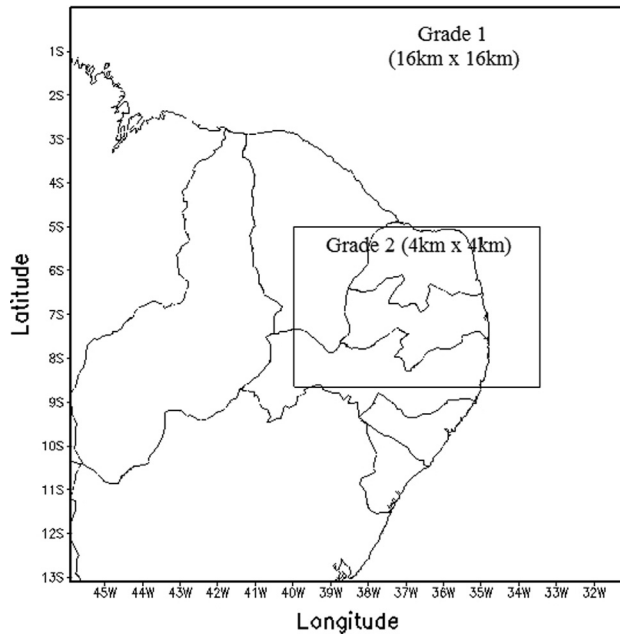 Grade 1
(16km x 16km)
1S
2S
3S
4S
5S
Grade 2 (4km x 4km)
6S
7S
8S
9S
10S
11S
12S
13S
Latitude
45W 44W 43W 42W 41W 40W 39W 38W 37W 36W 35W 34W 33W 32W
Longitude